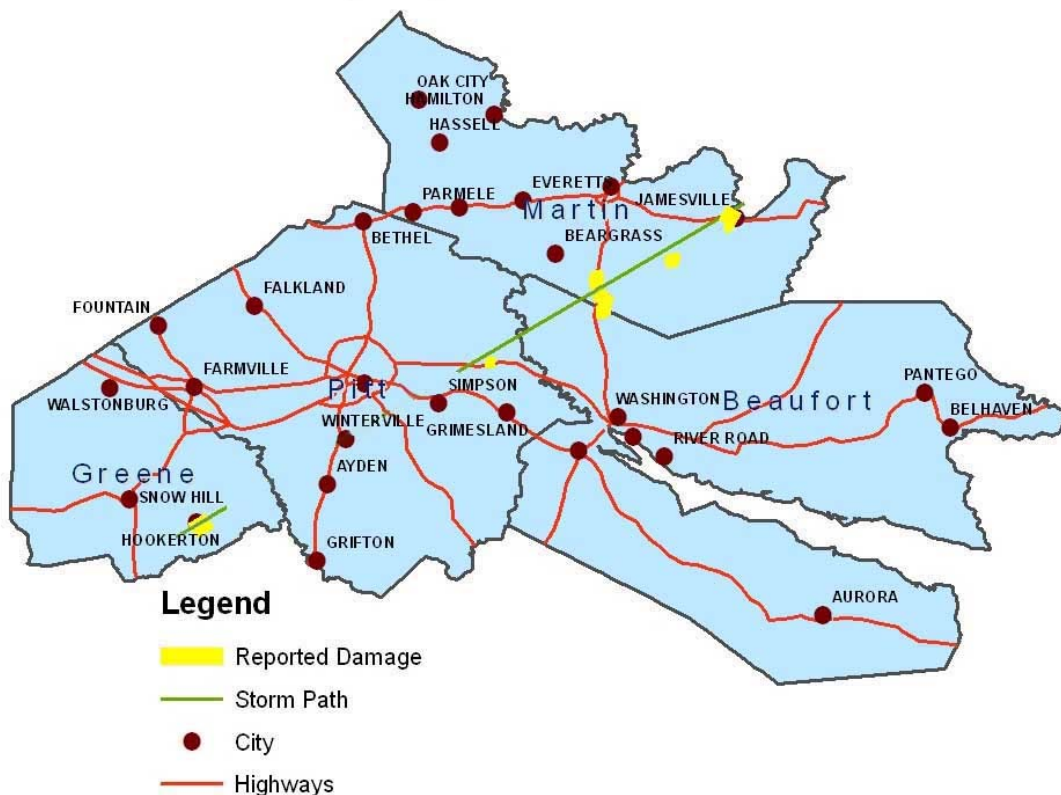 OAK CITY
HAMILTON
HASSELL
EVERETTS
PARMELE
JAMESVILLE
Martin
BETHEL
BEARGRASS
FALKLAND
FOUNTAIN
FARMVILLE
WALSTONBURG
Pitt
SIMPSON
PANTEGO
WASHINGTON
Beaufort
BELHAVEN
WINTERVILLE
GRIMESLAND
RIVER ROAD
AYDEN
Greene
SNOW HILL
HOOKERTON
GRIFTON
AURORA
Legend
Reported Damage
Storm Path
City
Highways